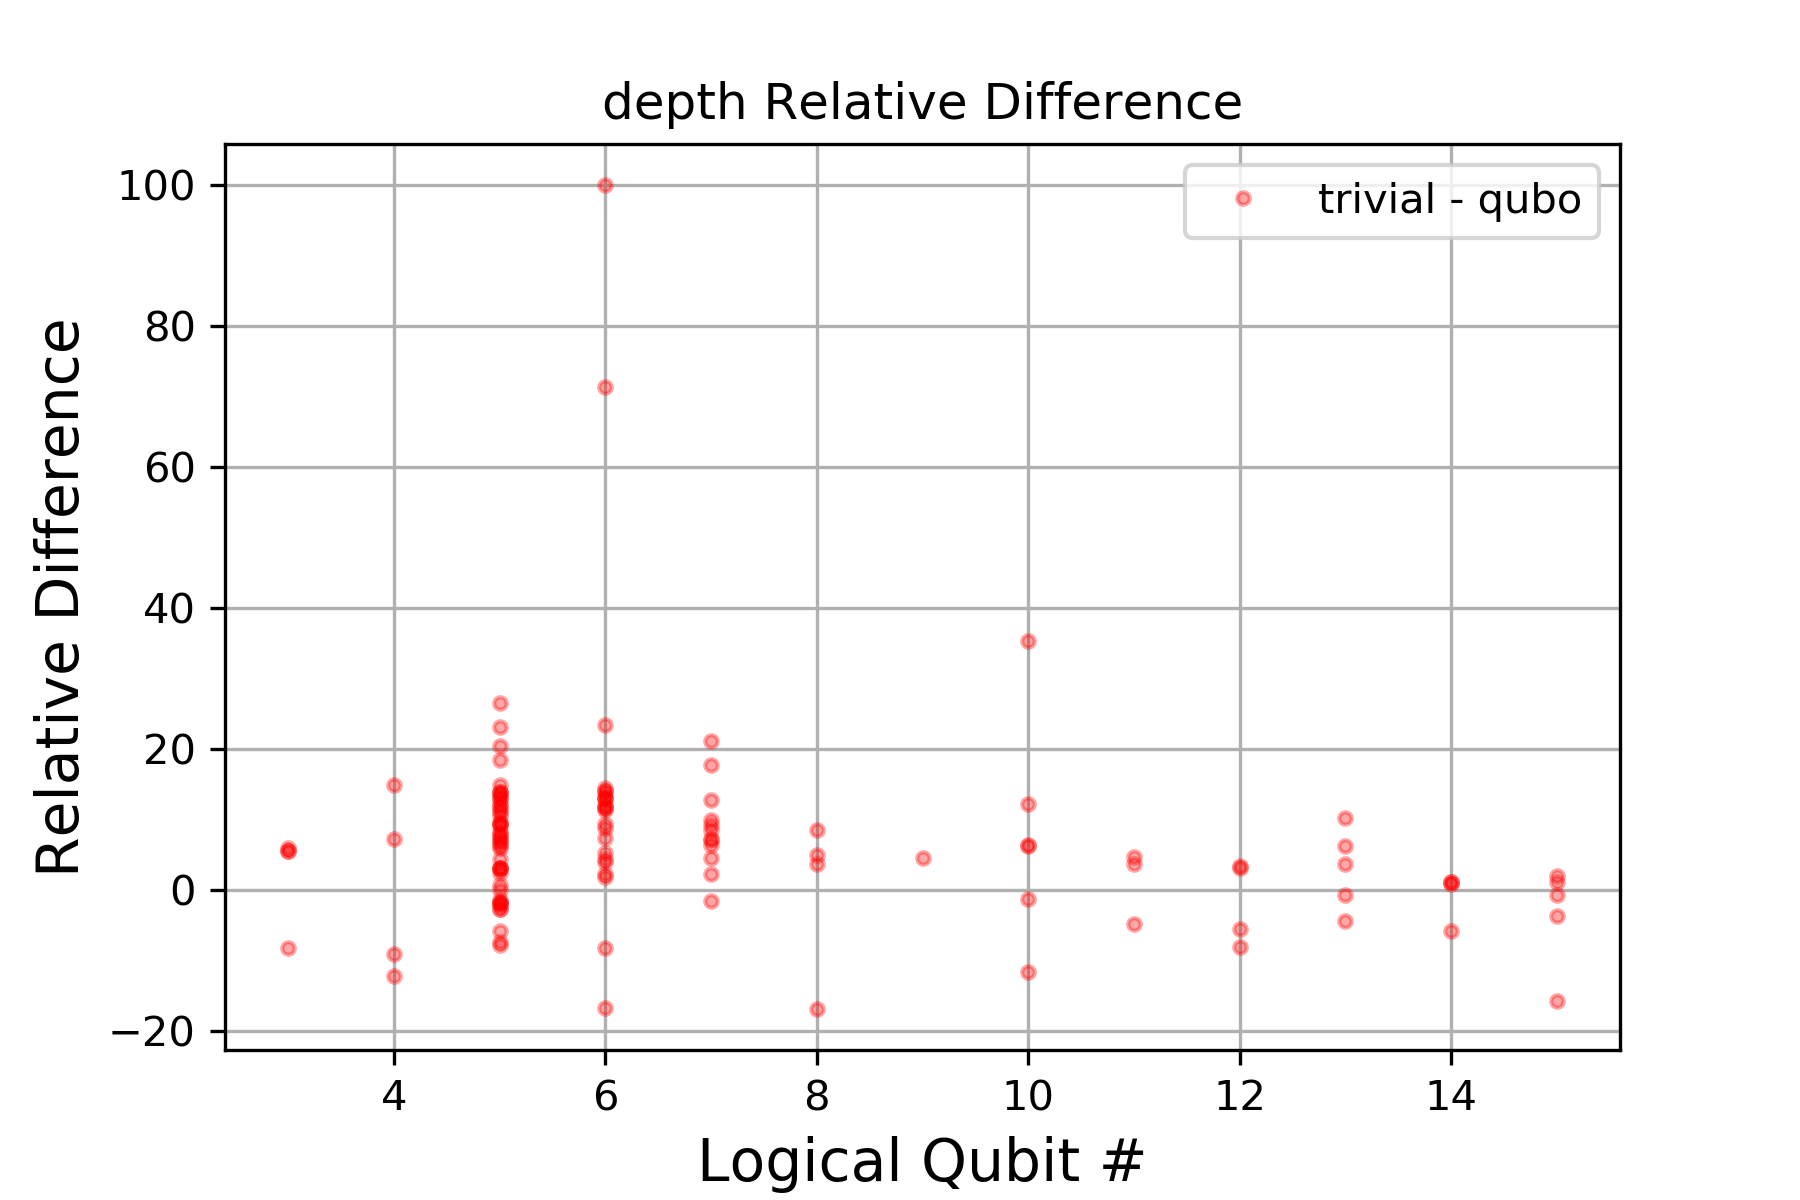 depth Relative Difference
trivial - qubo
Relative Difference
100
80
60
40
20
0
−20
4 6 8 10 12 14
Logical Qubit #